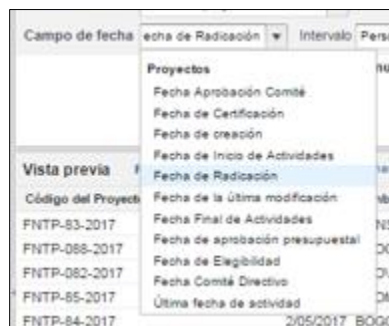 Campo de fecha echa de Radicación Intervalo Pers
Proyectos
Fecha Aprobación Comité
Fecha de Certificación
Fecha de creación
Fecha de Inicio de Actividades
Fecha de Radicación
Fecha de la última modificación
Fecha Final de Actividades
Fecha de aprobación presupuestal
Fecha de Elegibilidad
Fecha Comité Directivo
Última fecha de actividad
Vista previa
Código del Proyect
FNTP-83-2017
FNTP-088-2017
FNTP-082-2017
FNTP-85-2017
FNTP-84-2017 2/05/2017 BOGO